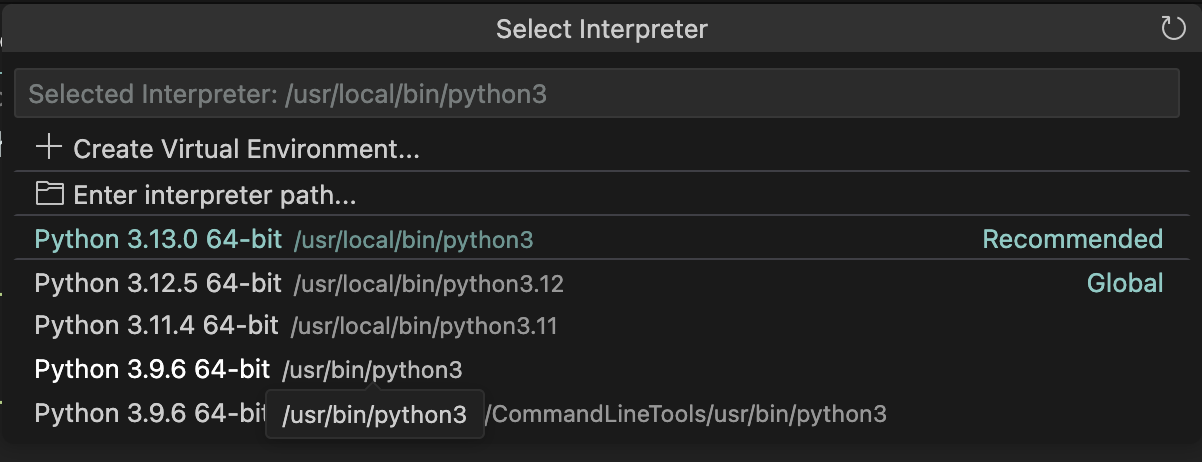 Select Interpreter
Selected Interpreter: /usr/local/bin/python3
Create Virtual Environment...
Enter interpreter path...
Python 3.13.0 64-bit /usr/local/bin/python3 Recommended
Python 3.12.5 64-bit /usr/local/bin/python3.12 Global
Python 3.11.4 64-bit /usr/local/bin/python3.11
Python 3.9.6 64-bit /usr/bin/python3
Python 3.9.6 64-bit /usr/bin/python3 /CommandLineTools/usr/bin/python3